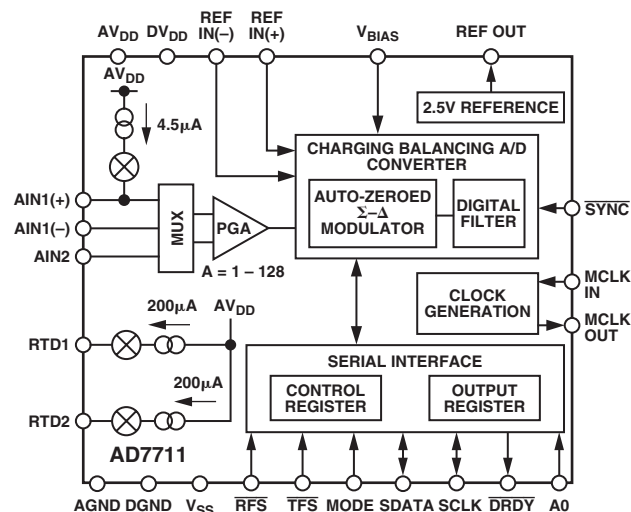 AVDD DVDD REF IN(–) REF IN(+) VBIAS REF OUT
AVDD
4.5μA
2.5V REFERENCE
CHARGING BALANCING A/D
CONVERTER
AUTO-ZEROED
Σ–Δ
MODULATOR
DIGITAL
FILTER
AIN1(+)
AIN1(–)
AIN2
MUX
PGA
A = 1 – 128
SYNC
MCLK
IN
MCLK
OUT
CLOCK
GENERATION
200μA
AVDD
RTD1
200μA
RTD2
SERIAL INTERFACE
CONTROL
REGISTER
OUTPUT
REGISTER
AD7711
AGND DGND VSS RFS TFS MODE SDATA SCLK DRDY A0